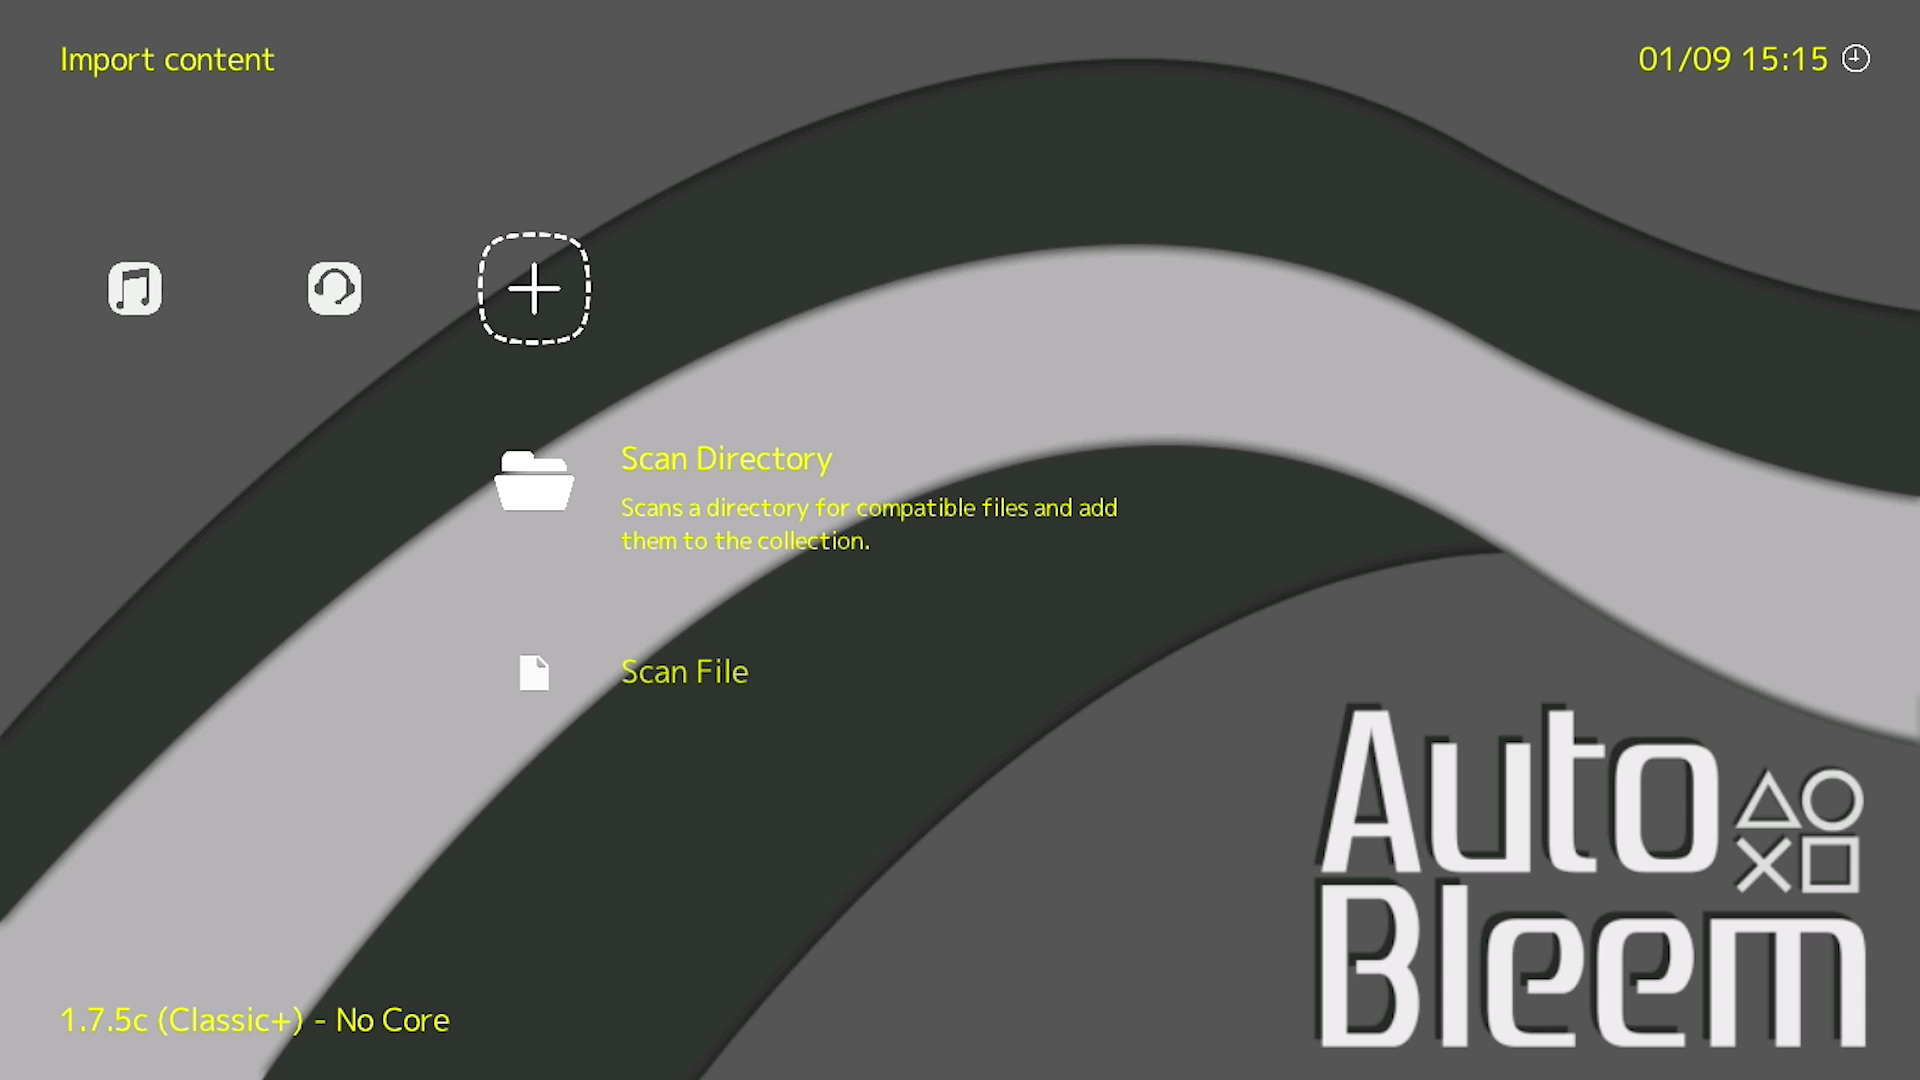 Import content
01/09 15:15
Scan Directory
Scans a directory for compatible files and add
them to the collection.
Scan File
Auto
Bleem
1.7.5c (Classic+) - No Core